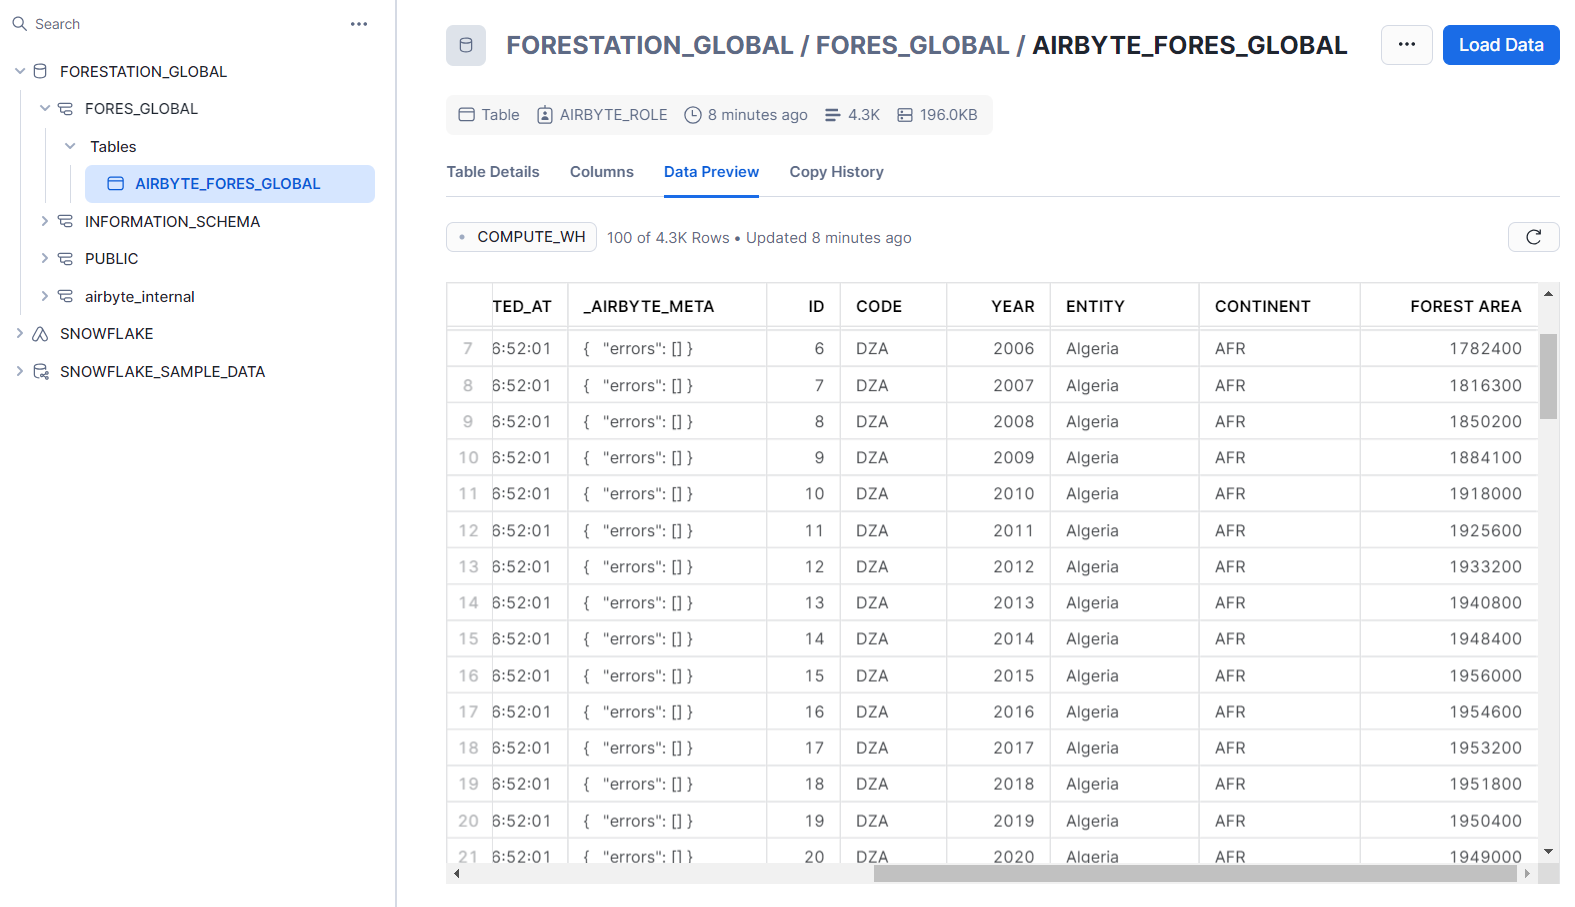 Search
FORESTATION_GLOBAL
FORES_GLOBAL
Tables
AIRBYTE_FORES_GLOBAL
INFORMATION_SCHEMA
PUBLIC
airbyte_internal
SNOWFLAKE
SNOWFLAKE_SAMPLE_DATA
FORESTATION_GLOBAL / FORES_GLOBAL / AIRBYTE_FORES_GLOBAL
Load Data
Table AIRBYTE_ROLE 8 minutes ago 4.3K 196.0KB
Table Details Columns Data Preview Copy History
COMPUTE_WH 100 of 4.3K Rows • Updated 8 minutes ago
TED_AT _AIRBYTE_META ID CODE YEAR ENTITY CONTINENT FOREST AREA
7 6:52:01 { "errors": [] } 6 DZA 2006 Algeria AFR 1782400
8 6:52:01 { "errors": [] } 7 DZA 2007 Algeria AFR 1816300
9 6:52:01 { "errors": [] } 8 DZA 2008 Algeria AFR 1850200
10 6:52:01 { "errors": [] } 9 DZA 2009 Algeria AFR 1884100
11 6:52:01 { "errors": [] } 10 DZA 2010 Algeria AFR 1918000
12 6:52:01 { "errors": [] } 11 DZA 2011 Algeria AFR 1925600
13 6:52:01 { "errors": [] } 12 DZA 2012 Algeria AFR 1933200
14 6:52:01 { "errors": [] } 13 DZA 2013 Algeria AFR 1940800
15 6:52:01 { "errors": [] } 14 DZA 2014 Algeria AFR 1948400
16 6:52:01 { "errors": [] } 15 DZA 2015 Algeria AFR 1956000
17 6:52:01 { "errors": [] } 16 DZA 2016 Algeria AFR 1954600
18 6:52:01 { "errors": [] } 17 DZA 2017 Algeria AFR 1953200
19 6:52:01 { "errors": [] } 18 DZA 2018 Algeria AFR 1951800
20 6:52:01 { "errors": [] } 19 DZA 2019 Algeria AFR 1950400
21 6:52:01 { "errors": [] } 20 DZA 2020 Algeria AFR 1949000